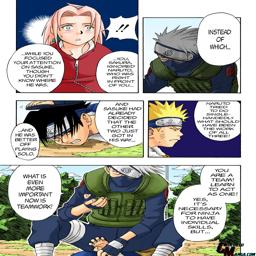 INSTEAD
OF
WHICH...
!!
YOU,
SAKURA,
IGNORED
NARUTO,
WHO WAS
RIGHT
IN FRONT
OF YOU...
...WHILE YOU
FOCUSED
YOUR ATTENTION
ON SASUKE,
THOUGH
YOU DIDN'T
KNOW WHERE
HE WAS.
NARUTO
TRIED
TO DO
SINGLE-
HANDEDLY
WHAT SHOULD
HAVE BEEN
THE WORK
OF ALL
THREE!
AND SASUKE
HAD ALREADY
DECIDED
THAT THE
OTHER TWO
JUST GOT
IN HIS
WAY...
...AND
HE WAS
BETTER
OFF
PLAYING
SOLO.
YOU
ARE A
TEAM!
LEARN
TO ACT
AS ONE!
YES,
IT'S
NECESSARY
FOR NINJA
TO HAVE
INDIVIDUAL
SKILLS,
BUT...
WHAT IS
EVEN
MORE
IMPORTANT
NOW IS
TEAMWORK!